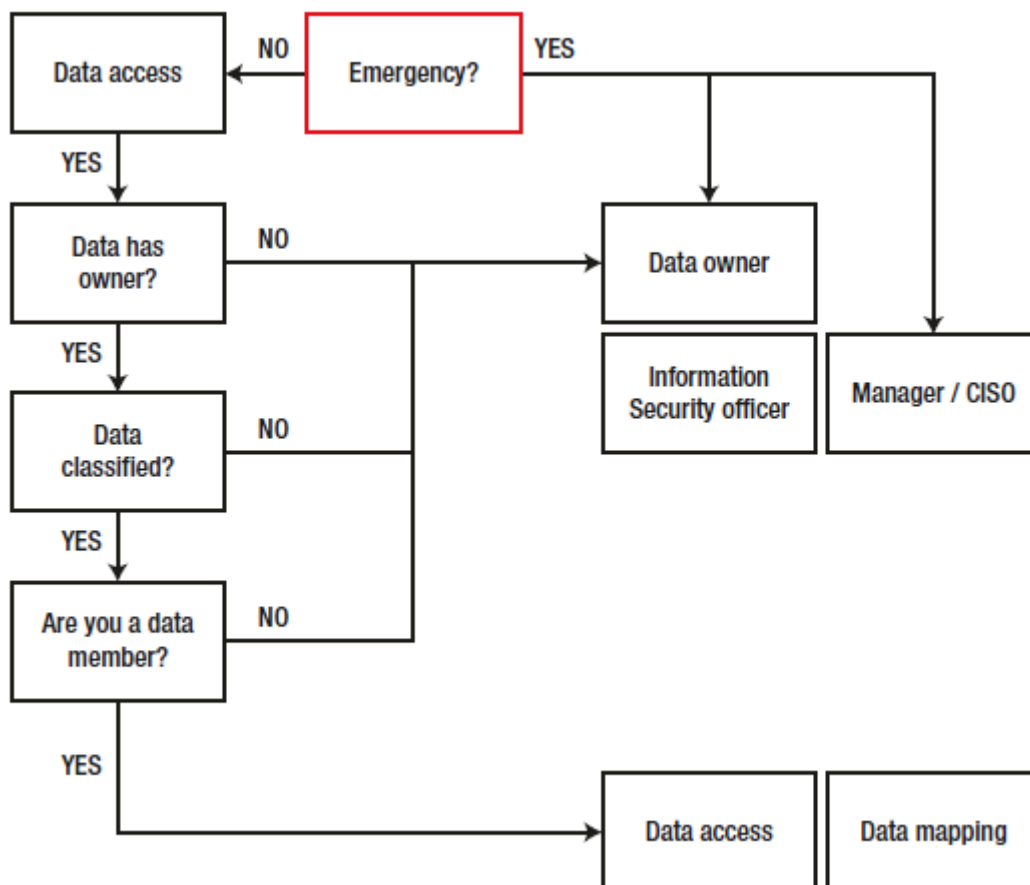 Data access
NO
Emergency?
YES
YES
Data has
owner?
NO
Data owner
YES
Information
Security officer
Manager / CISO
Data
classified?
NO
YES
Are you a data
member?
NO
YES
Data access
Data mapping